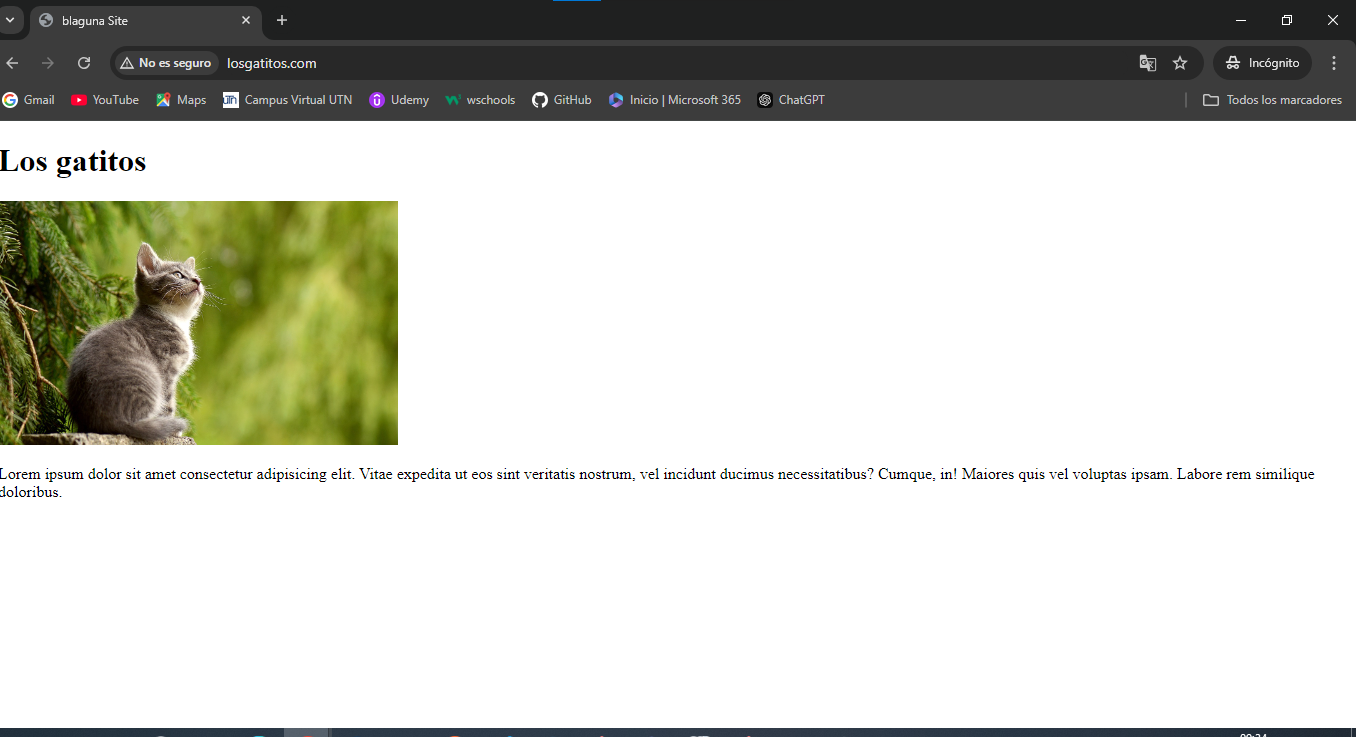 blaguna Site
No es seguro losgatitos.com Incógnito
Gmail YouTube Maps UTN Campus Virtual UTN Udemy wschools GitHub Inicio | Microsoft 365 ChatGPT Todos los marcadores
Los gatitos
Lorem ipsum dolor sit amet consectetur adipisicing elit. Vitae expedita ut eos sint veritatis nostrum, vel incidunt ducimus necessitatibus? Cumque, in! Maiores quis vel voluptas ipsam. Labore rem similique
doloribus.